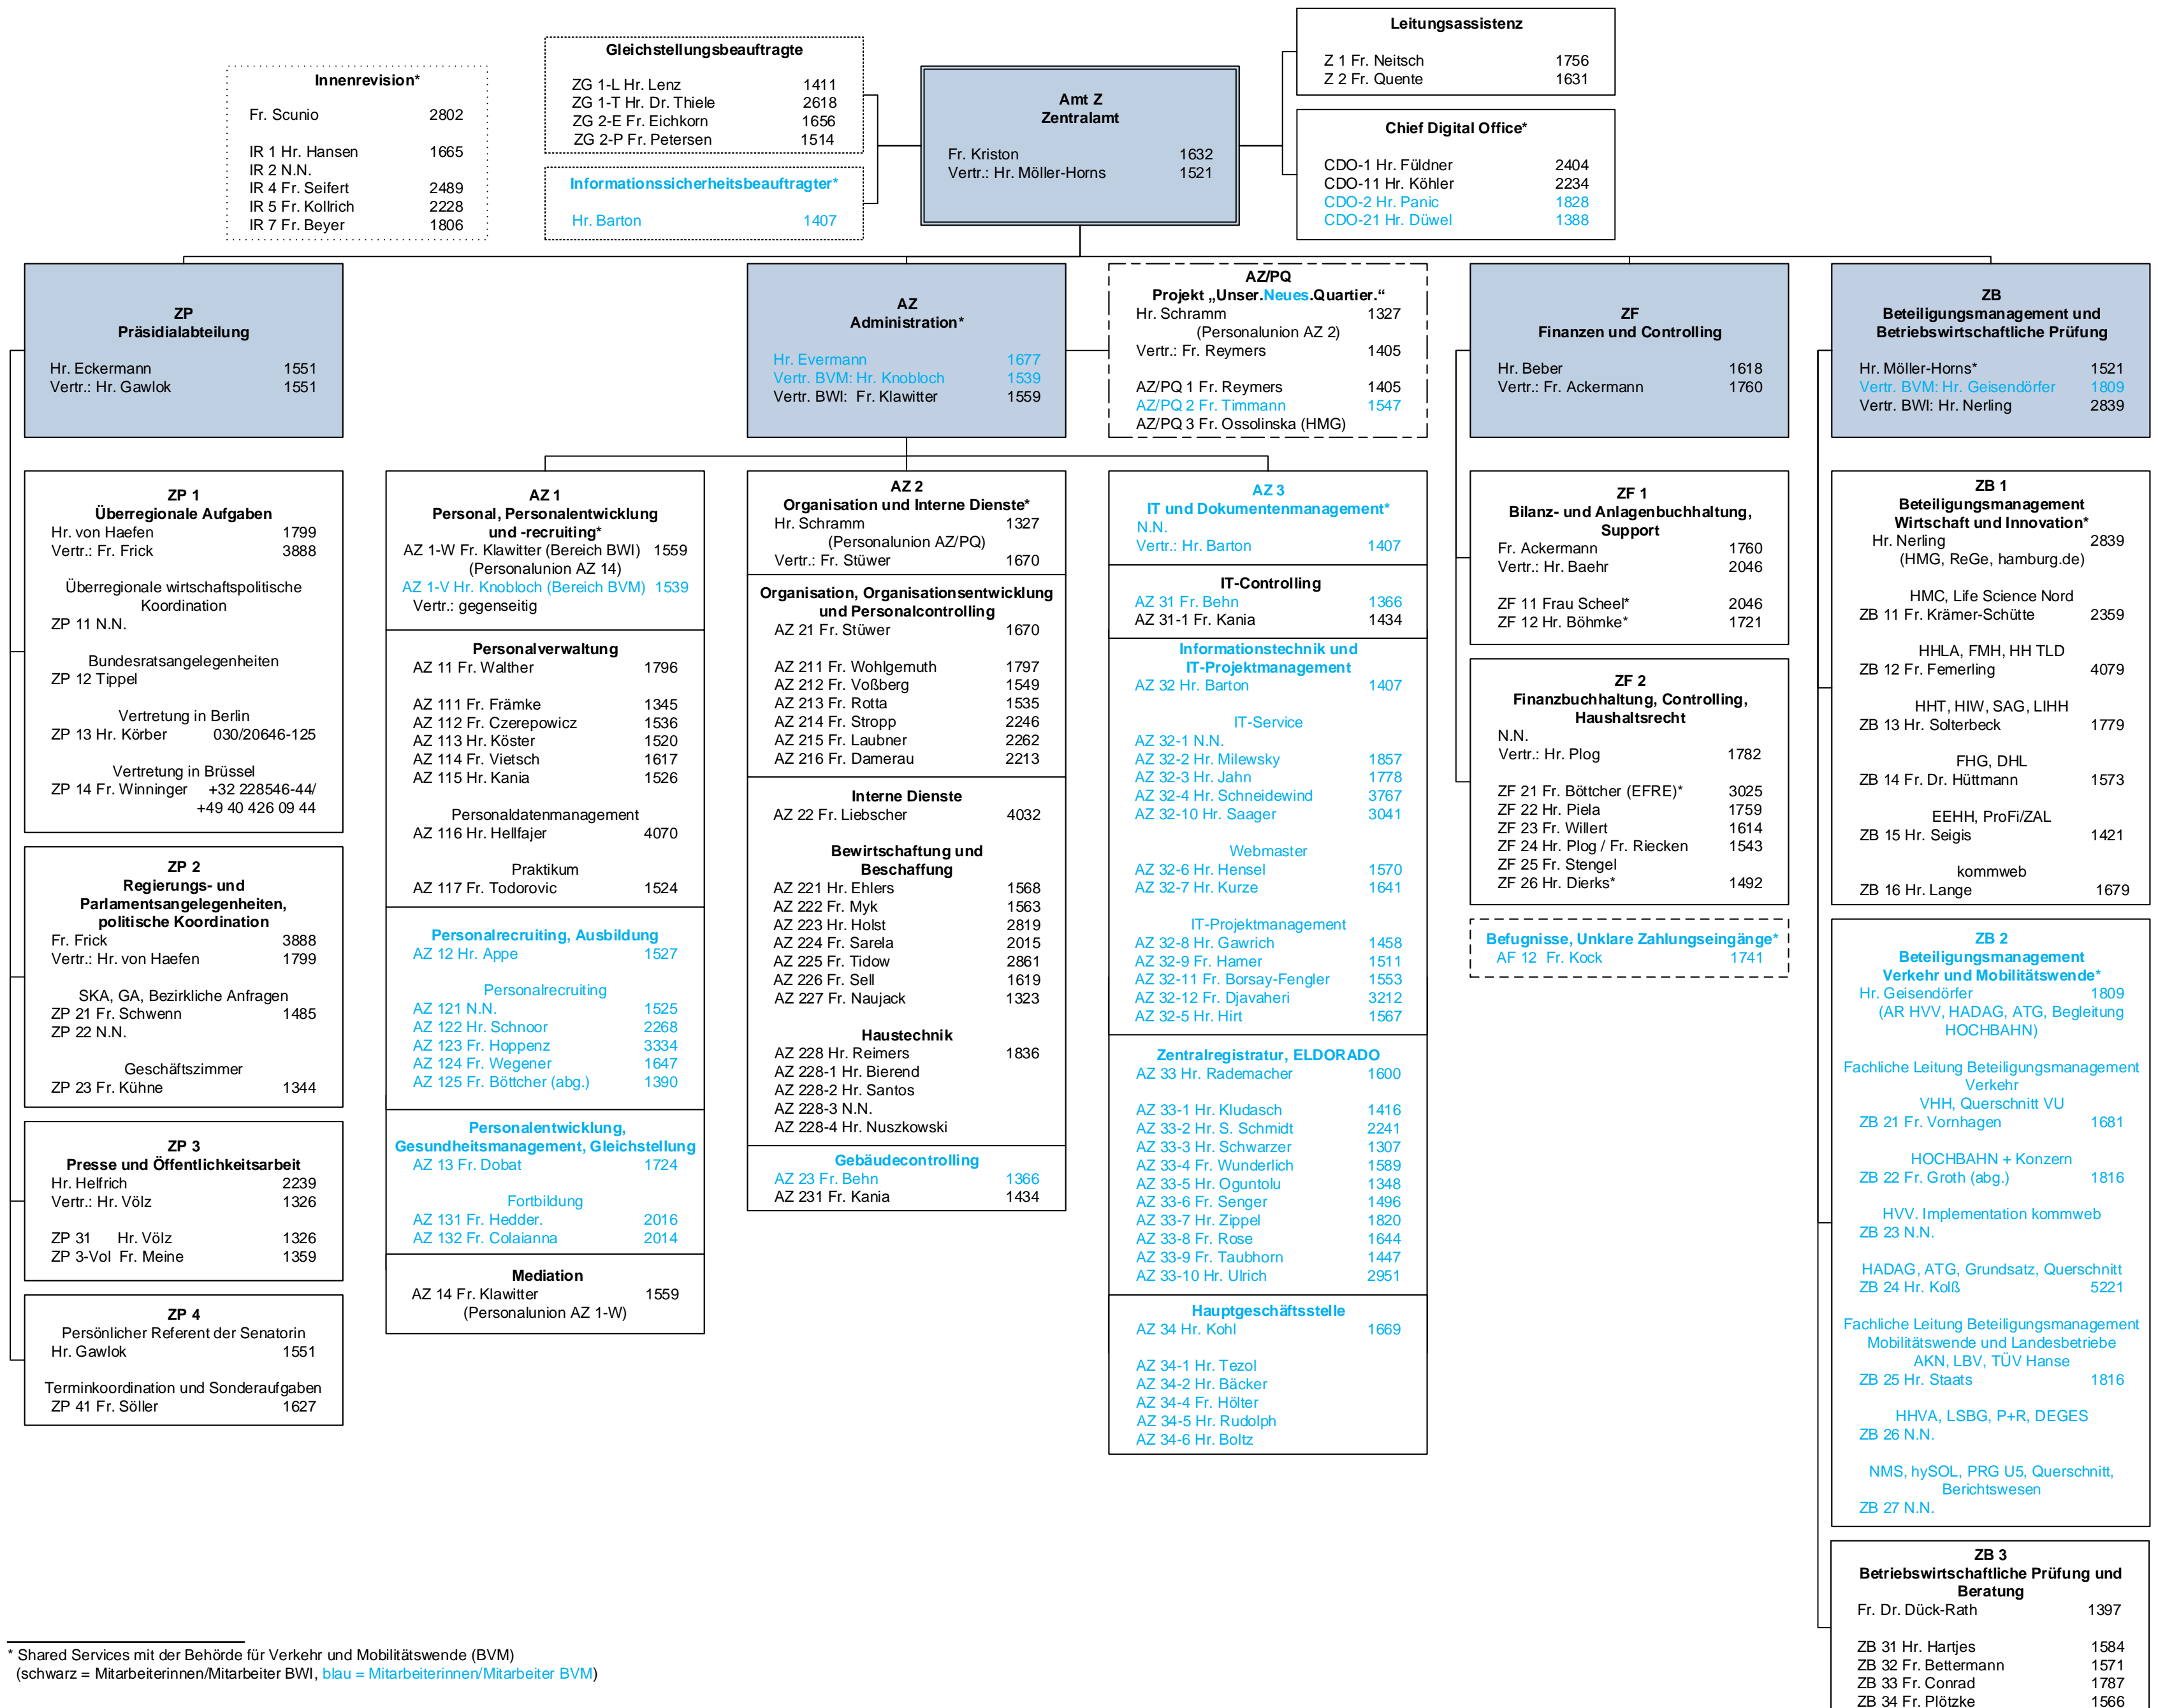 Innenrevision*
Fr. Scunio 2802
IR 1 Hr. Hansen 1665
IR 2 N.N.
IR 4 Fr. Seifert 2489
IR 5 Fr. Kollrich 2228
IR 7 Fr. Beyer 1806
Gleichstellungsbeauftragte
ZG 1-L Hr. Lenz 1411
ZG 1-T Hr. Dr. Thiele 2618
ZG 2-E Fr. Eichkorn 1656
ZG 2-P Fr. Petersen 1514
Informationssicherheitsbeauftragter*
Hr. Barton 1407
Amt Z
Zentralamt
Fr. Kriston 1632
Vertr.: Hr. Möller-Horns 1521
Leitungsassistenz
Z 1 Fr. Neitsch 1756
Z 2 Fr. Quente 1631
Chief Digital Office*
CDO-1 Hr. Füldner 2404
CDO-11 Hr. Köhler 2234
CDO-2 Hr. Panic 1828
CDO-21 Hr. Düwel 1388
ZP
Präsidialabteilung
Hr. Eckermann 1551
Vertr.: Hr. Gawlok 1551
AZ
Administration*
Hr. Evermann 1677
Vertr. BVM: Hr. Knobloch 1539
Vertr. BWI: Fr. Klawitter 1559
AZ/PQ
Projekt „Unser.Neues.Quartier.“
Hr. Schramm 1327
(Personalunion AZ 2)
Vertr.: Fr. Reymers 1405
AZ/PQ 1 Fr. Reymers 1405
AZ/PQ 2 Fr. Timmann 1547
AZ/PQ 3 Fr. Ossolinska (HMG)
ZF
Finanzen und Controlling
Hr. Beber 1618
Vertr.: Fr. Ackermann 1760
ZB
Beteiligungsmanagement und
Betriebswirtschaftliche Prüfung
Hr. Möller-Horns* 1521
Vertr. BVM: Hr. Geisendörfer 1809
Vertr. BWI: Hr. Nerling 2839
ZP 1
Überregionale Aufgaben
Hr. von Haefen 1799
Vertr.: Fr. Frick 3888
Überregionale wirtschaftspolitische
Koordination
ZP 11 N.N.
Bundesratsangelegenheiten
ZP 12 Tippel
Vertretung in Berlin
ZP 13 Hr. Körber 030/20646-125
Vertretung in Brüssel
ZP 14 Fr. Winninger +32 228546-44/
+49 40 426 09 44
ZP 2
Regierungs- und
Parlamentsangelegenheiten,
politische Koordination
Fr. Frick 3888
Vertr.: Hr. von Haefen 1799
SKA, GA, Bezirkliche Anfragen
ZP 21 Fr. Schwenn 1485
ZP 22 N.N.
Geschäftszimmer
ZP 23 Fr. Kühne 1344
ZP 3
Presse und Öffentlichkeitsarbeit
Hr. Helfrich 2239
Vertr.: Hr. Völz 1326
ZP 31 Hr. Völz 1326
ZP 3-Vol Fr. Meine 1359
ZP 4
Persönlicher Referent der Senatorin
Hr. Gawlok 1551
Terminkoordination und Sonderaufgaben
ZP 41 Fr. Söller 1627
AZ 1
Personal, Personalentwicklung
und -recruiting*
AZ 1-W Fr. Klawitter (Bereich BWI) 1559
(Personalunion AZ 14)
AZ 1-V Hr. Knobloch (Bereich BVM) 1539
Vertr.: gegenseitig
Personalverwaltung
AZ 11 Fr. Walther 1796
AZ 111 Fr. Främke 1345
AZ 112 Fr. Czerepowicz 1536
AZ 113 Hr. Köster 1520
AZ 114 Fr. Vietsch 1617
AZ 115 Hr. Kania 1526
Personaldatenmanagement
AZ 116 Hr. Hellfajer 4070
Praktikum
AZ 117 Fr. Todorovic 1524
Personalrecruiting, Ausbildung
AZ 12 Hr. Appe 1527
Personalrecruiting
AZ 121 N.N. 1525
AZ 122 Hr. Schnoor 2268
AZ 123 Fr. Hoppenz 3334
AZ 124 Fr. Wegener 1647
AZ 125 Fr. Böttcher (abg.) 1390
Personalentwicklung,
Gesundheitsmanagement, Gleichstellung
AZ 13 Fr. Dobat 1724
Fortbildung
AZ 131 Fr. Hedder. 2016
AZ 132 Fr. Colaianna 2014
Mediation
AZ 14 Fr. Klawitter 1559
(Personalunion AZ 1-W)
AZ 2
Organisation und Interne Dienste*
Hr. Schramm 1327
(Personalunion AZ/PQ)
Vertr.: Fr. Stüwer 1670
Organisation, Organisationsentwicklung
und Personalcontrolling
AZ 21 Fr. Stüwer 1670
AZ 211 Fr. Wohlgemuth 1797
AZ 212 Fr. Voßberg 1549
AZ 213 Fr. Rotta 1535
AZ 214 Fr. Stropp 2246
AZ 215 Fr. Laubner 2262
AZ 216 Fr. Damerau 2213
Interne Dienste
AZ 22 Fr. Liebscher 4032
Bewirtschaftung und
Beschaffung
AZ 221 Hr. Ehlers 1568
AZ 222 Fr. Myk 1563
AZ 223 Hr. Holst 2819
AZ 224 Fr. Sarela 2015
AZ 225 Fr. Tidow 2861
AZ 226 Fr. Sell 1619
AZ 227 Fr. Naujack 1323
Haustechnik
AZ 228 Hr. Reimers 1836
AZ 228-1 Hr. Bierend
AZ 228-2 Hr. Santos
AZ 228-3 N.N.
AZ 228-4 Hr. Nuszkowski
Gebäudecontrolling
AZ 23 Fr. Behn 1366
AZ 231 Fr. Kania 1434
AZ 3
IT und Dokumentenmanagement*
N.N.
Vertr.: Hr. Barton 1407
IT-Controlling
AZ 31 Fr. Behn 1366
AZ 31-1 Fr. Kania 1434
Informationstechnik und
IT-Projektmanagement
AZ 32 Hr. Barton 1407
IT-Service
AZ 32-1 N.N.
AZ 32-2 Hr. Milewsky 1857
AZ 32-3 Hr. Jahn 1778
AZ 32-4 Hr. Schneidewind 3767
AZ 32-10 Hr. Saager 3041
Webmaster
AZ 32-6 Hr. Hensel 1570
AZ 32-7 Hr. Kurze 1641
IT-Projektmanagement
AZ 32-8 Hr. Gawrich 1458
AZ 32-9 Fr. Hamer 1511
AZ 32-11 Fr. Borsay-Fengler 1553
AZ 32-12 Fr. Djavaheri 3212
AZ 32-5 Hr. Hirt 1567
Zentralregistratur, ELDORADO
AZ 33 Hr. Rademacher 1600
AZ 33-1 Hr. Kludasch 1416
AZ 33-2 Hr. S. Schmidt 2241
AZ 33-3 Hr. Schwarzer 1307
AZ 33-4 Fr. Wunderlich 1589
AZ 33-5 Hr. Oguntolu 1348
AZ 33-6 Fr. Senger 1496
AZ 33-7 Hr. Zippel 1820
AZ 33-8 Fr. Rose 1644
AZ 33-9 Fr. Taubhorn 1447
AZ 33-10 Hr. Ulrich 2951
Hauptgeschäftsstelle
AZ 34 Hr. Kohl 1669
AZ 34-1 Hr. Tezol
AZ 34-2 Hr. Bäcker
AZ 34-4 Fr. Hölter
AZ 34-5 Hr. Rudolph
AZ 34-6 Hr. Boltz
ZF 1
Bilanz- und Anlagenbuchhaltung,
Support
Fr. Ackermann 1760
Vertr.: Hr. Baehr 2046
ZF 11 Frau Scheel* 2046
ZF 12 Hr. Böhmke* 1721
ZF 2
Finanzbuchhaltung, Controlling,
Haushaltsrecht
N.N.
Vertr.: Hr. Plog 1782
ZF 21 Fr. Böttcher (EFRE)* 3025
ZF 22 Hr. Piela 1759
ZF 23 Fr. Willert 1614
ZF 24 Hr. Plog / Fr. Riecken 1543
ZF 25 Fr. Stengel
ZF 26 Hr. Dierks* 1492
Befugnisse, Unklare Zahlungseingänge*
AF 12 Fr. Kock 1741
ZB 1
Beteiligungsmanagement
Wirtschaft und Innovation*
Hr. Nerling 2839
(HMG, ReGe, hamburg.de)
HMC, Life Science Nord
ZB 11 Fr. Krämer-Schütte 2359
HHLA, FMH, HH TLD
ZB 12 Fr. Femerling 4079
HHT, HIW, SAG, LIHH
ZB 13 Hr. Solterbeck 1779
FHG, DHL
ZB 14 Fr. Dr. Hüttmann 1573
EEHH, ProFi/ZAL
ZB 15 Hr. Seigis 1421
kommweb
ZB 16 Hr. Lange 1679
ZB 2
Beteiligungsmanagement
Verkehr und Mobilitätswende*
Hr. Geisendörfer 1809
(AR HVV, HADAG, ATG, Begleitung
HOCHBAHN)
Fachliche Leitung Beteiligungsmanagement
Verkehr
VHH, Querschnitt VU
ZB 21 Fr. Vornhagen 1681
HOCHBAHN + Konzern
ZB 22 Fr. Groth (abg.) 1816
HVV. Implementation kommweb
ZB 23 N.N.
HADAG, ATG, Grundsatz, Querschnitt
ZB 24 Hr. Kolß 5221
Fachliche Leitung Beteiligungsmanagement
Mobilitätswende und Landesbetriebe
AKN, LBV, TÜV Hanse
ZB 25 Hr. Staats 1816
HHVA, LSBG, P+R, DEGES
ZB 26 N.N.
NMS, hySOL, PRG U5, Querschnitt,
Berichtswesen
ZB 27 N.N.
ZB 3
Betriebswirtschaftliche Prüfung und
Beratung
Fr. Dr. Dück-Rath 1397
ZB 31 Hr. Hartjes 1584
ZB 32 Fr. Bettermann 1571
ZB 33 Fr. Conrad 1787
ZB 34 Fr. Plötzke 1566
* Shared Services mit der Behörde für Verkehr und Mobilitätswende (BVM)
(schwarz = Mitarbeiterinnen/Mitarbeiter BWI, blau = Mitarbeiterinnen/Mitarbeiter BVM)